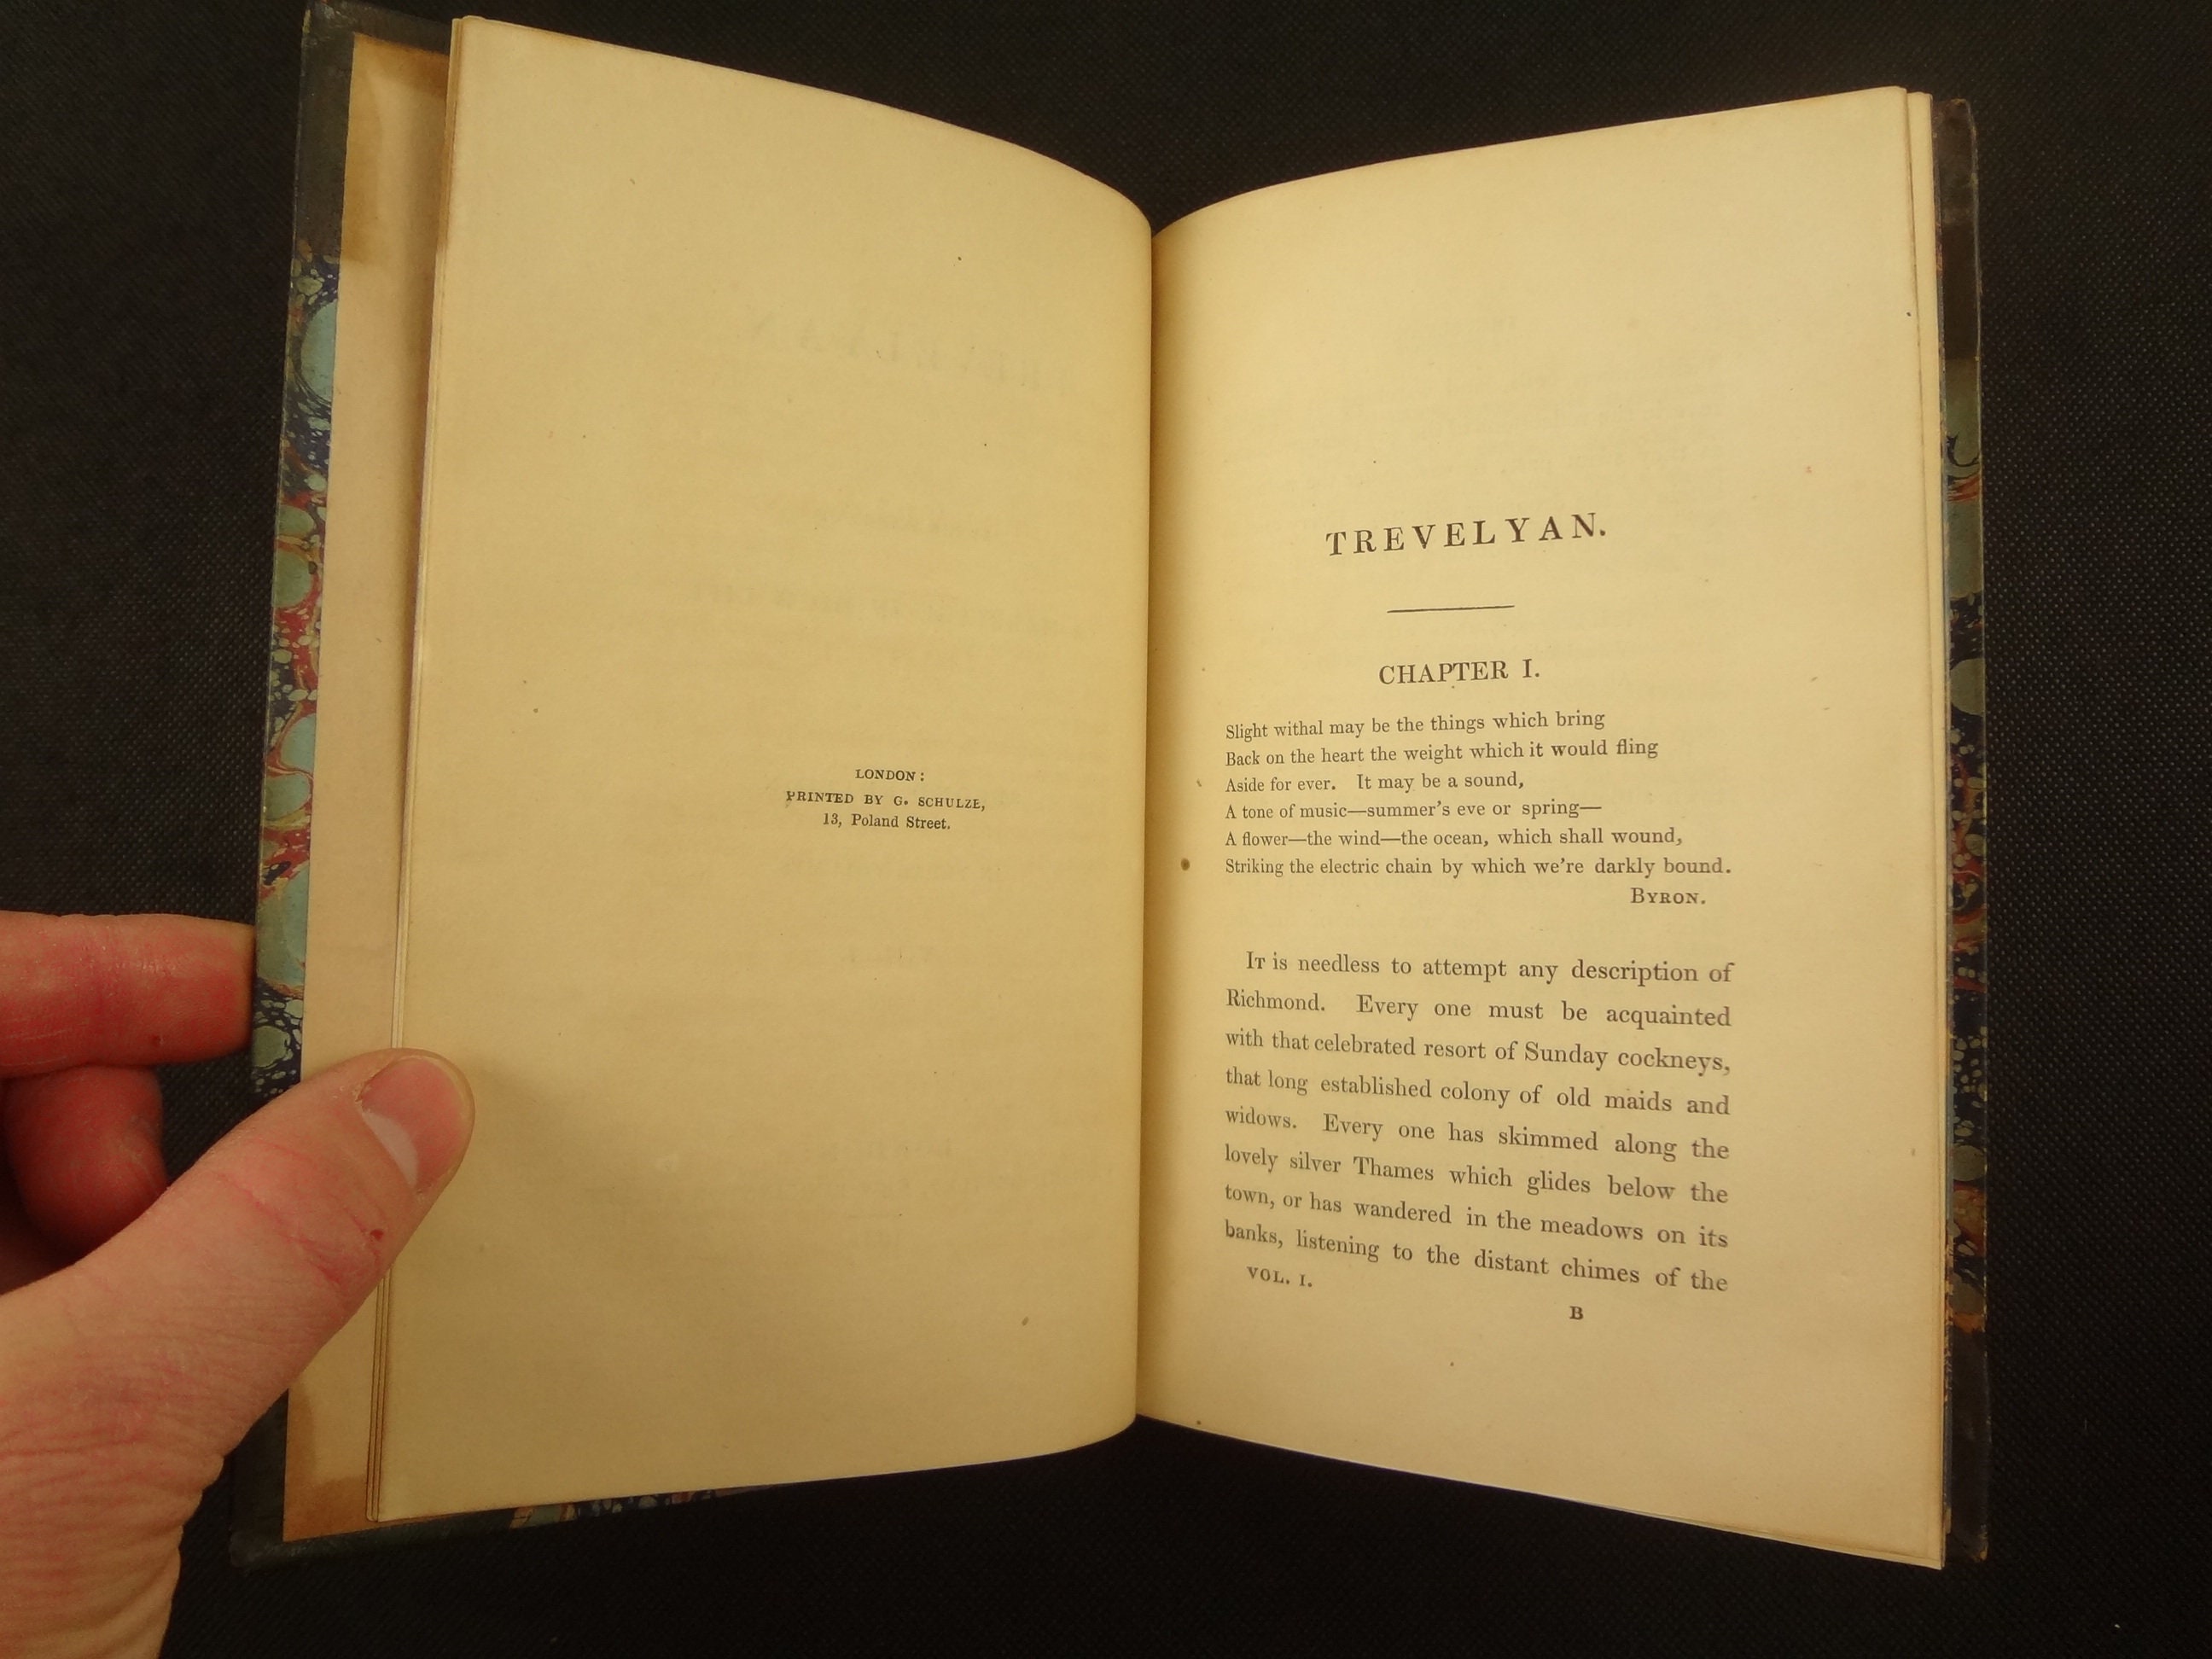 LONDON:
PRINTED BY G. SCHULZE,
13, Poland Street.
TREVELYAN.
CHAPTER I.
Slight withal may be the things which bring
Back on the heart the weight which it would fling
Aside for ever. It may be a sound,
A tone of music—summer's eve or spring—
A flower—the wind—the ocean, which shall wound,
Striking the electric chain by which we're darkly bound.
BYRON.
IT is needless to attempt any description of
Richmond. Every one must be acquainted
with that celebrated resort of Sunday cockneys,
that long established colony of old maids and
widows. Every one has skimmed along the
lovely silver Thames which glides below the
town, or has wandered in the meadows on its
banks, listening to the distant chimes of the
VOL. I.
B